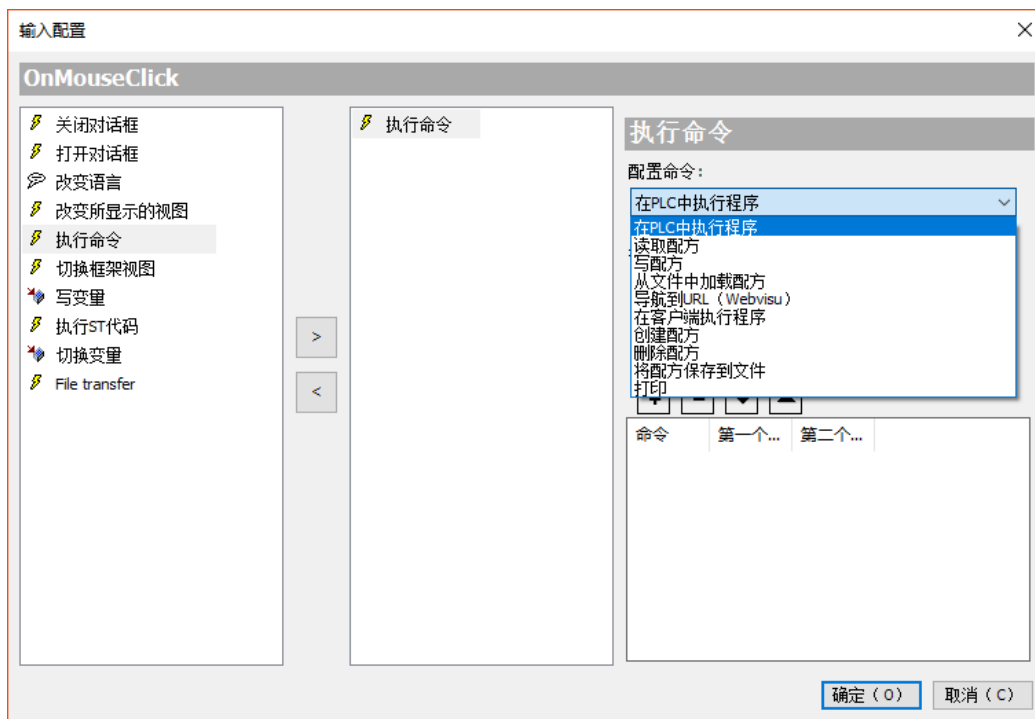 输入配置
OnMouseClick
关闭对话框
打开对话框
改变语言
改变所显示的视图
执行命令
切换框架视图
写变量
执行ST代码
切换变量
File transfer
>
<
执行命令
执行命令
配置命令:
在PLC中执行程序
在PLC中执行程序
读取配方
写配方
从文件中加载配方
导航到URL（Webvisu）
在客户端执行程序
创建配方
删除配方
将配方保存到文件
打印
命令 第一个... 第二个...
确定（O） 取消（C）